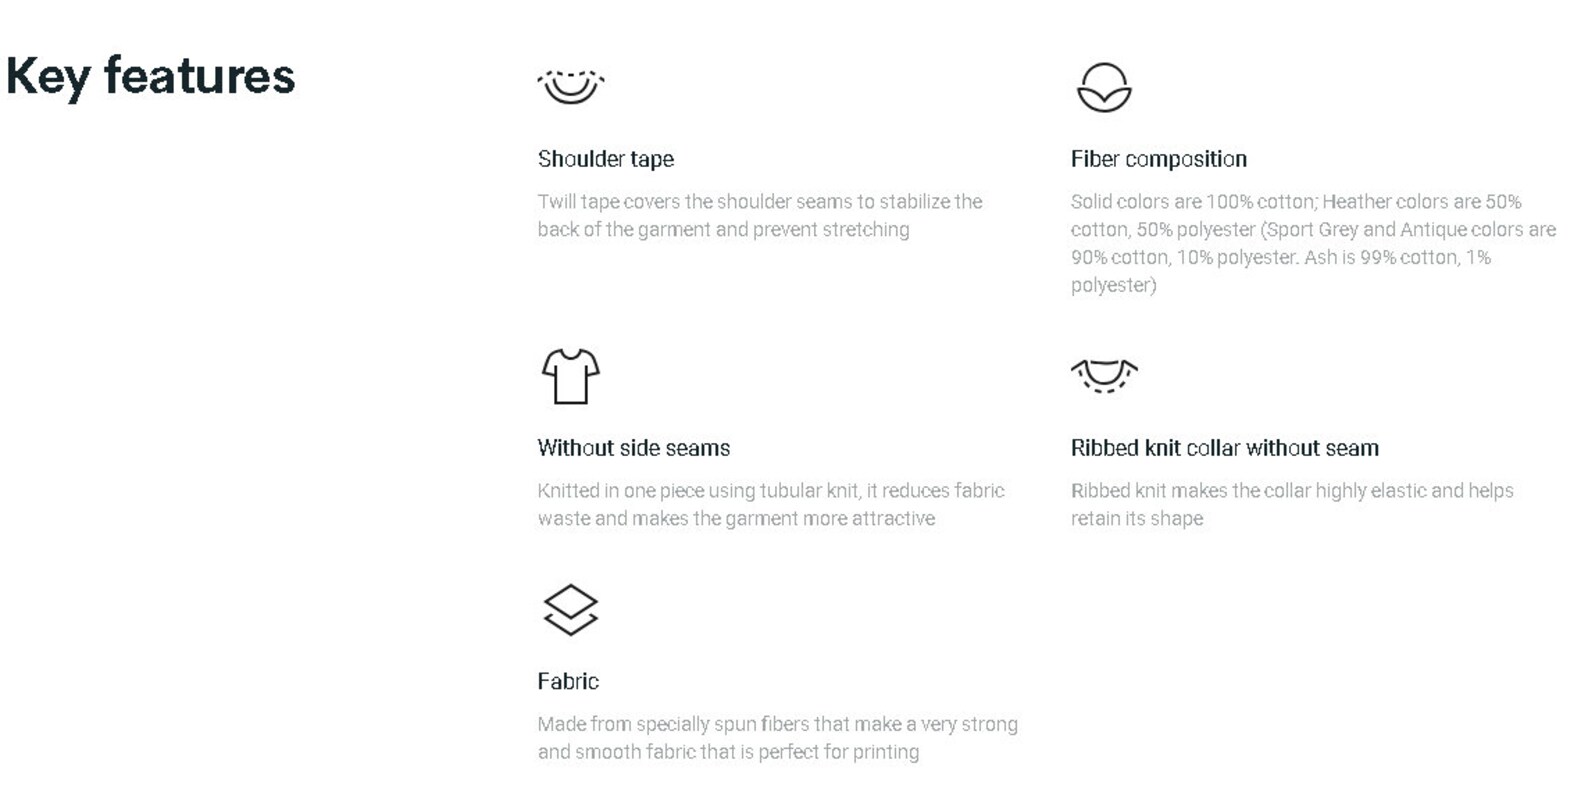 Key features
Shoulder tape
Twill tape covers the shoulder seams to stabilize the
back of the garment and prevent stretching
Fiber composition
Solid colors are 100% cotton; Heather colors are 50%
cotton, 50% polyester (Sport Grey and Antique colors are
90% cotton, 10% polyester. Ash is 99% cotton, 1%
polyester)
Without side seams
Knitted in one piece using tubular knit, it reduces fabric
waste and makes the garment more attractive
Ribbed knit collar without seam
Ribbed knit makes the collar highly elastic and helps
retain its shape
Fabric
Made from specially spun fibers that make a very strong
and smooth fabric that is perfect for printing